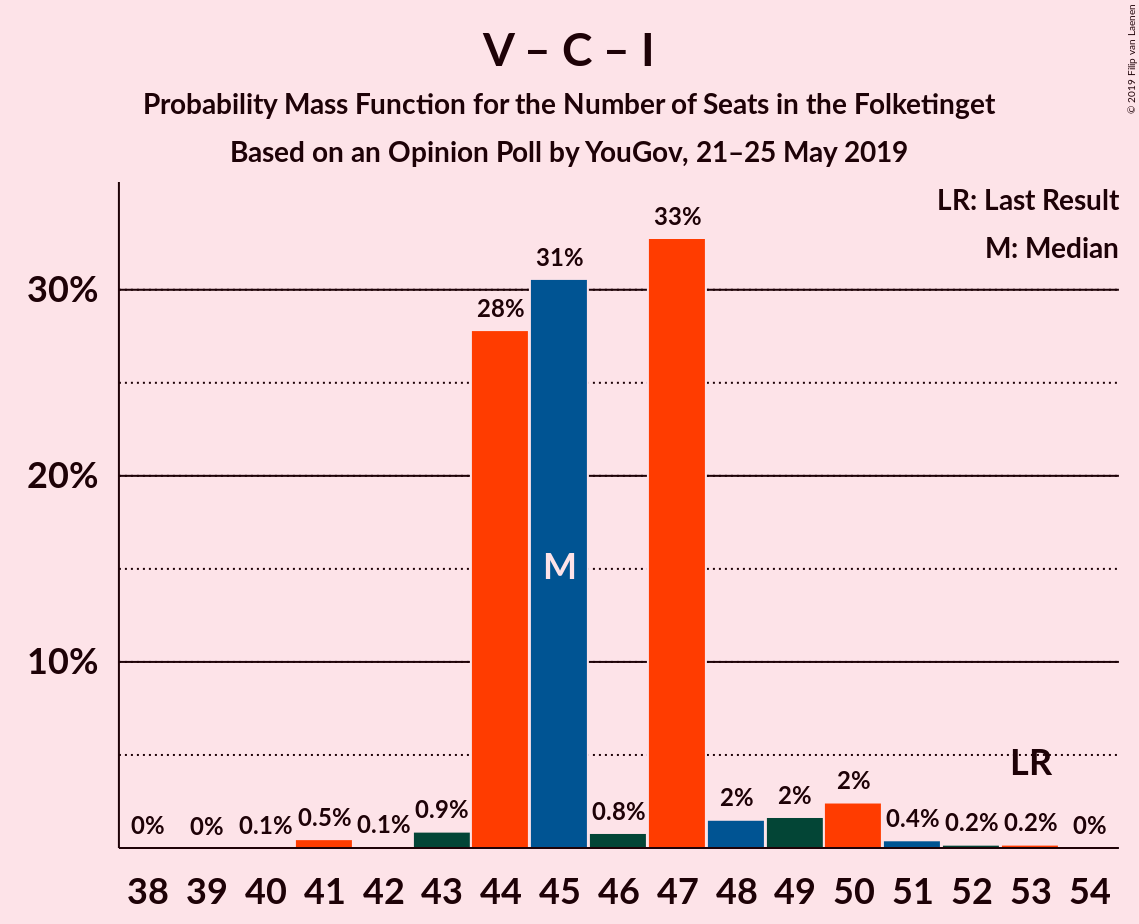 V – C – I
Probability Mass Function for the Number of Seats in the Folketinget
Based on an Opinion Poll by YouGov, 21–25 May 2019
© 2019 Filip van Laenen
LR: Last Result
M: Median
33%
31%
28%
30%
20%
M
10%
LR
0% 0% 0.1% 0.5% 0.1% 0.9% 0.8% 2% 2% 2% 0.4% 0.2% 0.2% 0%
38 39 40 41 42 43 44 45 46 47 48 49 50 51 52 53 54